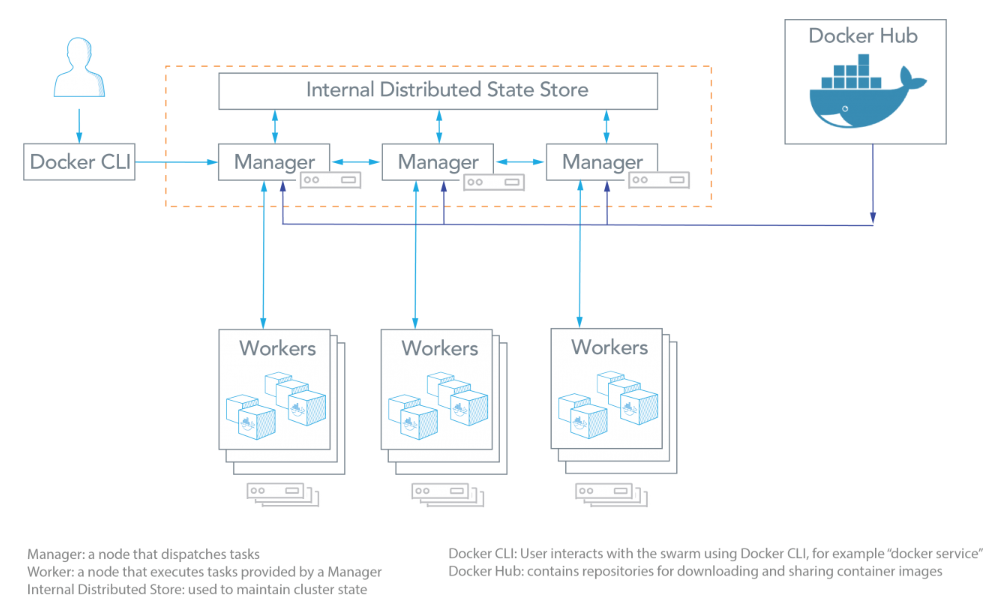 Docker Hub
Internal Distributed State Store
Docker CLI
Manager
Manager
Manager
Workers
Workers
Workers
Manager: a node that dispatches tasks
Worker: a node that executes tasks provided by a Manager
Internal Distributed Store: used to maintain cluster state
Docker CLI: User interacts with the swarm using Docker CLI, for example “docker service”
Docker Hub: contains repositories for downloading and sharing container images